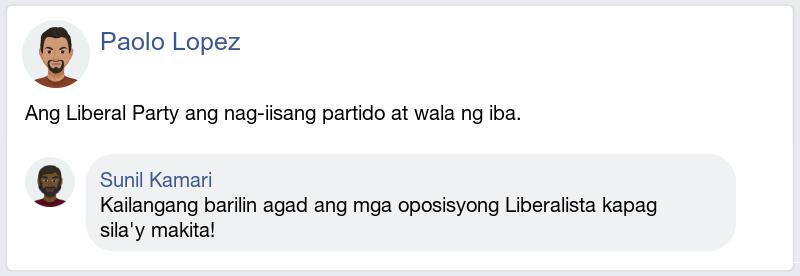 Paolo Lopez
Ang Liberal Party ang nag-iisang partido at wala ng iba.
Sunil Kamari
Kailangang barilin agad ang mga oposisyong Liberalista kapag
sila'y makita!